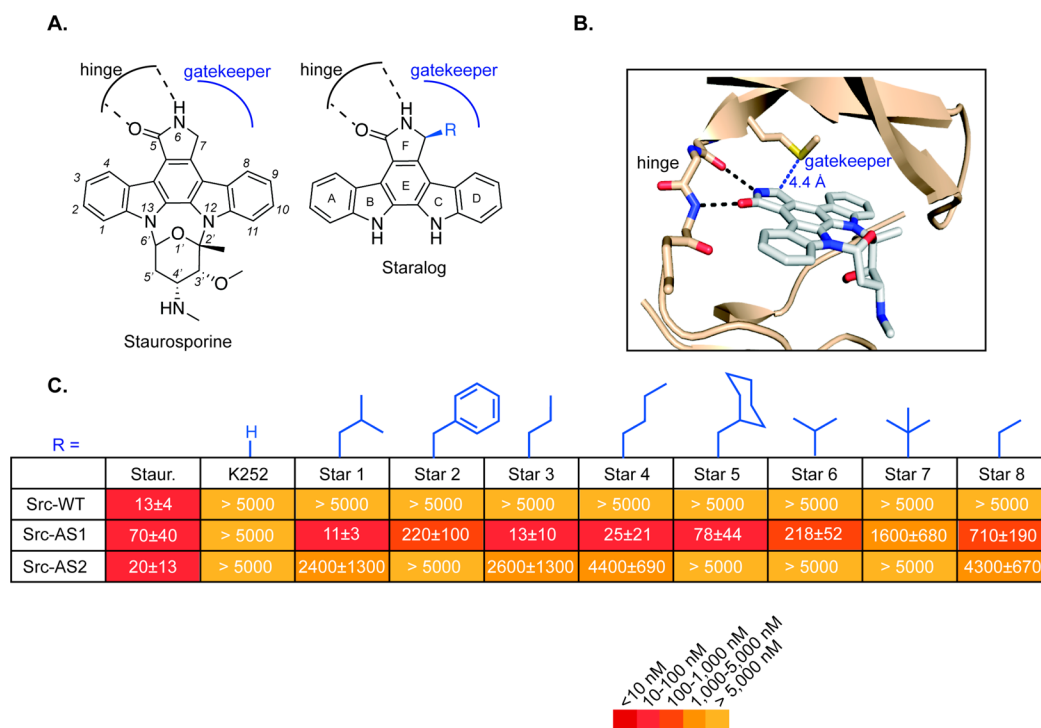 A.
B.
hinge
gatekeeper
hinge
gatekeeper
H
N
6
O
5
7
4
3
2
1
8
9
10
11
13
N
12
N
6'
O
1'
2'
5'
4'
3'
O
HN
Staurosporine
H
N
O
F
R
E
A
B
C
D
N
H
N
H
Staralog
hinge
gatekeeper
4.4 Å
C.
R =
H
Staur. K252 Star 1 Star 2 Star 3 Star 4 Star 5 Star 6 Star 7 Star 8
Src-WT 13±4 > 5000 > 5000 > 5000 > 5000 > 5000 > 5000 > 5000 > 5000 > 5000
Src-AS1 70±40 > 5000 11±3 220±100 13±10 25±21 78±44 218±52 1600±680 710±190
Src-AS2 20±13 > 5000 2400±1300 > 5000 2600±1300 4400±690 > 5000 > 5000 > 5000 4300±670
<10 nM
10-100 nM
100-1,000 nM
1,000-5,000 nM
> 5,000 nM